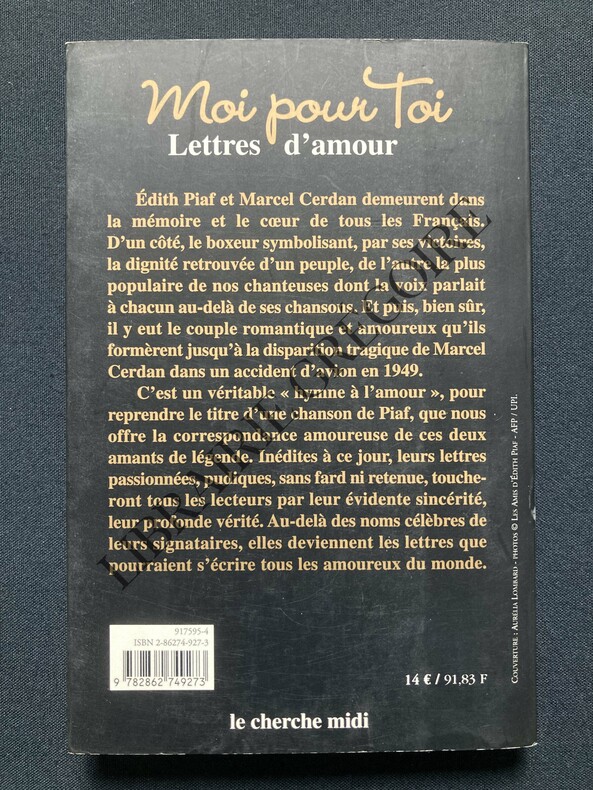 Moi pour Toi
Lettres d'amour
Édith Piaf et Marcel Cerdan demeurent dans
la mémoire et le cœur de tous les Français.
D'un côté, le boxeur symbolisant, par ses victoires,
la dignité retrouvée d'un peuple, de l'autre la plus
populaire de nos chanteuses dont la voix parlait
à chacun au-delà de ses chansons. Et puis, bien sûr,
il y eut le couple romantique et amoureux qu'ils
formèrent jusqu'à la disparition tragique de Marcel
Cerdan dans un accident d'avion en 1949.
C'est un véritable « hymne à l'amour », pour
reprendre le titre d'une chanson de Piaf, que nous
offre la correspondance amoureuse de ces deux
amants de légende. Inédites à ce jour, leurs lettres
passionnées, pudiques, sans fard ni retenue, touche-
ront tous les lecteurs par leur évidente sincérité,
leur profonde vérité. Au-delà des noms célèbres de
leurs signataires, elles deviennent les lettres que
pourraient s'écrire tous les amoureux du monde.
LIBRAIRIE GREGOIRE
917595-4
ISBN 2-86274-927-3
9 782862 749273
14 € / 91,83 F
le cherche midi
COUVERTURE : AURÉLIA LOMBARD - PHOTOS © LES AMIS D'ÉDITH PIAF - AFP / UPI.